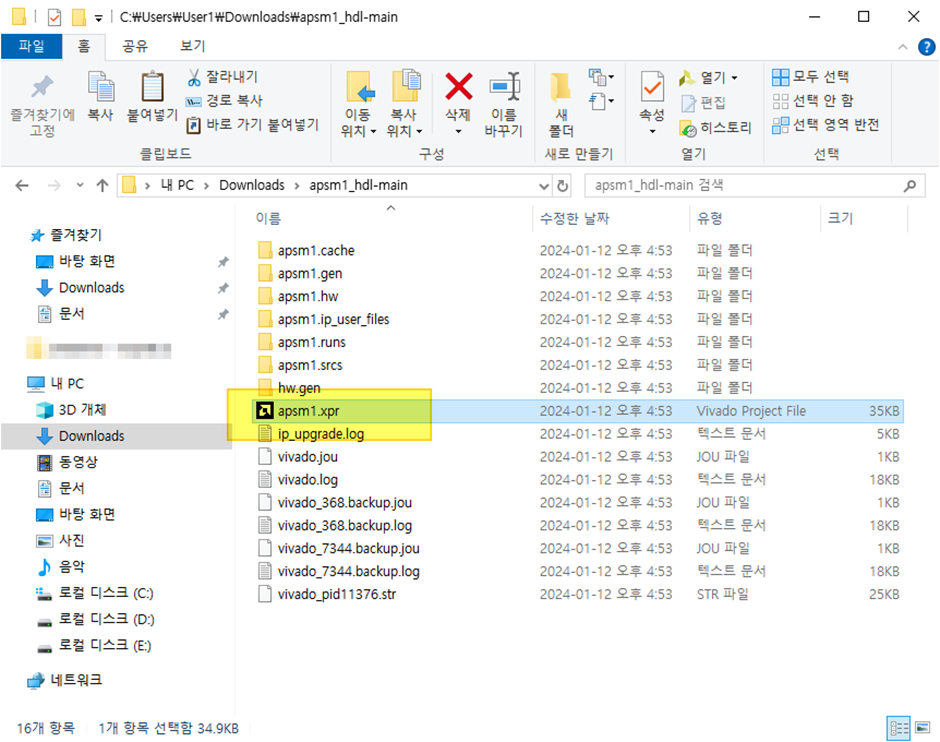 C:₩Users₩User1₩Downloads₩apsm1_hdl-main
파일 홈 공유 보기
즐겨찾기에 고정
복사
붙여넣기
잘라내기
경로 복사
바로 가기 붙여넣기
이동 위치
복사 위치
삭제
이름 바꾸기
새 폴더
속성
열기
편집
히스토리
모두 선택
선택 안 함
선택 영역 반전
클립보드 구성 새로 만들기 열기 선택
내 PC > Downloads > apsm1_hdl-main
apsm1_hdl-main 검색
이름 수정한 날짜 유형 크기
즐겨찾기
바탕 화면
Downloads
문서
내 PC
3D 개체
Downloads
동영상
문서
바탕 화면
사진
음악
로컬 디스크 (C:)
로컬 디스크 (D:)
로컬 디스크 (E:)
네트워크
apsm1.cache 2024-01-12 오후 4:53 파일 폴더
apsm1.gen 2024-01-12 오후 4:53 파일 폴더
apsm1.hw 2024-01-12 오후 4:53 파일 폴더
apsm1.ip_user_files 2024-01-12 오후 4:53 파일 폴더
apsm1.runs 2024-01-12 오후 4:53 파일 폴더
apsm1.srcs 2024-01-12 오후 4:53 파일 폴더
hw.gen 2024-01-12 오후 4:53 파일 폴더
apsm1.xpr 2024-01-12 오후 4:53 Vivado Project File 35KB
ip_upgrade.log 2024-01-12 오후 4:53 텍스트 문서 5KB
vivado.jou 2024-01-12 오후 4:53 JOU 파일 1KB
vivado.log 2024-01-12 오후 4:53 텍스트 문서 18KB
vivado_368.backup.jou 2024-01-12 오후 4:53 JOU 파일 1KB
vivado_368.backup.log 2024-01-12 오후 4:53 텍스트 문서 18KB
vivado_7344.backup.jou 2024-01-12 오후 4:53 JOU 파일 1KB
vivado_7344.backup.log 2024-01-12 오후 4:53 텍스트 문서 18KB
vivado_pid11376.str 2024-01-12 오후 4:53 STR 파일 25KB
16개 항목 1개 항목 선택함 34.9KB